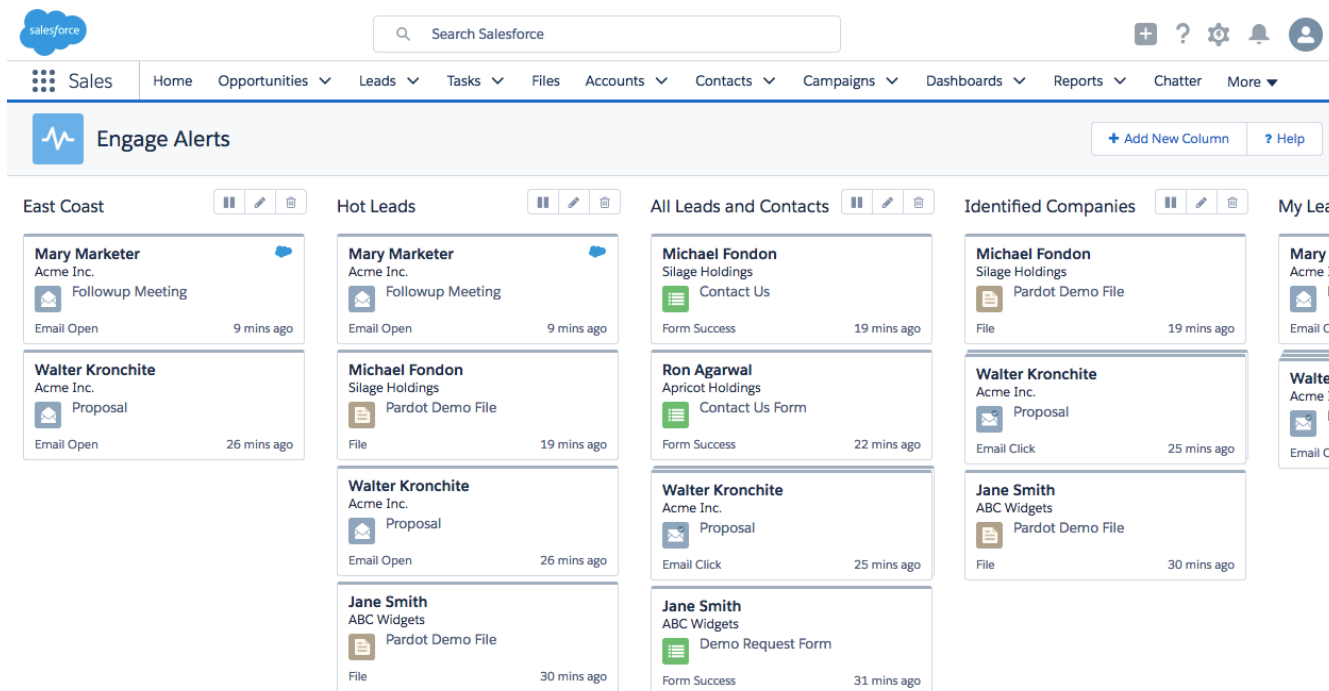 salesforce
Search Salesforce
Sales
Home
Opportunities
Leads
Tasks
Files
Accounts
Contacts
Campaigns
Dashboards
Reports
Chatter
More
Engage Alerts
+ Add New Column
? Help
East Coast
Mary Marketer
Acme Inc.
Followup Meeting
Email Open 9 mins ago
Walter Kronchite
Acme Inc.
Proposal
Email Open 26 mins ago
Hot Leads
Mary Marketer
Acme Inc.
Followup Meeting
Email Open 9 mins ago
Michael Fondon
Silage Holdings
Pardot Demo File
File 19 mins ago
Walter Kronchite
Acme Inc.
Proposal
Email Open 26 mins ago
Jane Smith
ABC Widgets
Pardot Demo File
File 30 mins ago
All Leads and Contacts
Michael Fondon
Silage Holdings
Contact Us
Form Success 19 mins ago
Ron Agarwal
Apricot Holdings
Contact Us Form
Form Success 22 mins ago
Walter Kronchite
Acme Inc.
Proposal
Email Click 25 mins ago
Jane Smith
ABC Widgets
Demo Request Form
Form Success 31 mins ago
Identified Companies
Michael Fondon
Silage Holdings
Pardot Demo File
File 19 mins ago
Walter Kronchite
Acme Inc.
Proposal
Email Click 25 mins ago
Jane Smith
ABC Widgets
Pardot Demo File
File 30 mins ago
My Lea
Mary
Acme
Email
Walte
Acme
Email